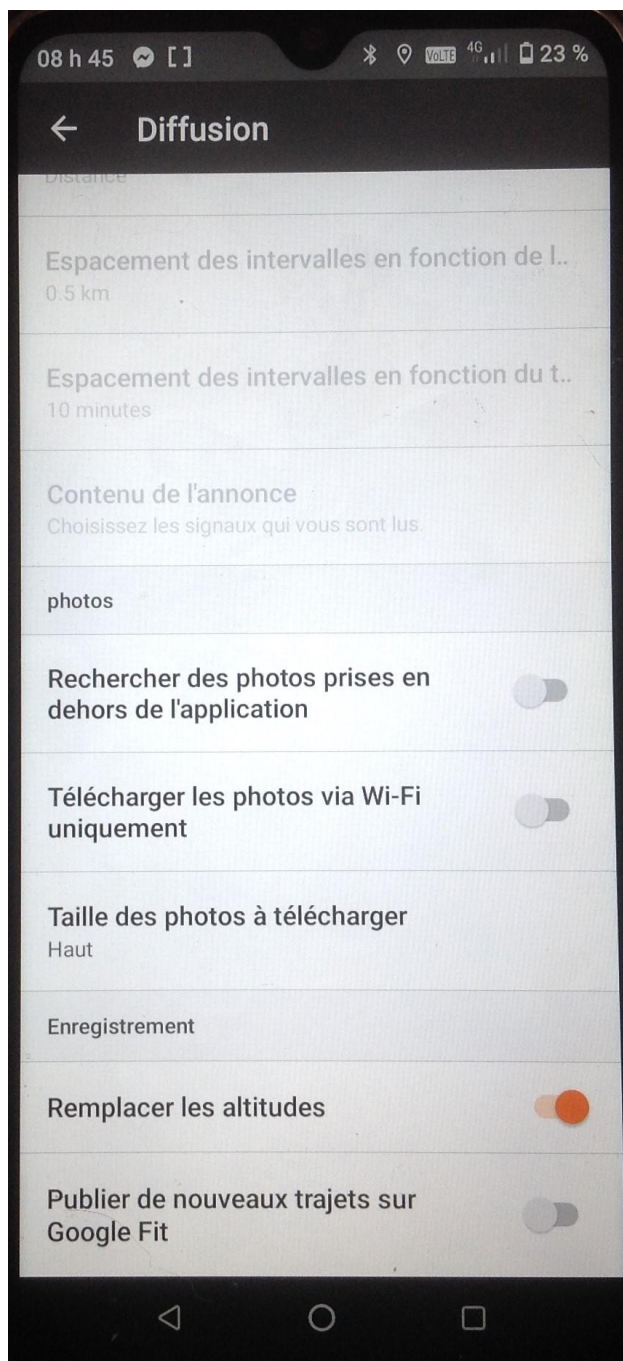 08 h 45
VoLTE 4G 23 %
Diffusion
Distance
Espacement des intervalles en fonction de l..
0.5 km
Espacement des intervalles en fonction du t..
10 minutes
Contenu de l'annonce
Choisissez les signaux qui vous sont lus.
photos
Rechercher des photos prises en
dehors de l'application
Télécharger les photos via Wi-Fi
uniquement
Taille des photos à télécharger
Haut
Enregistrement
Remplacer les altitudes
Publier de nouveaux trajets sur
Google Fit